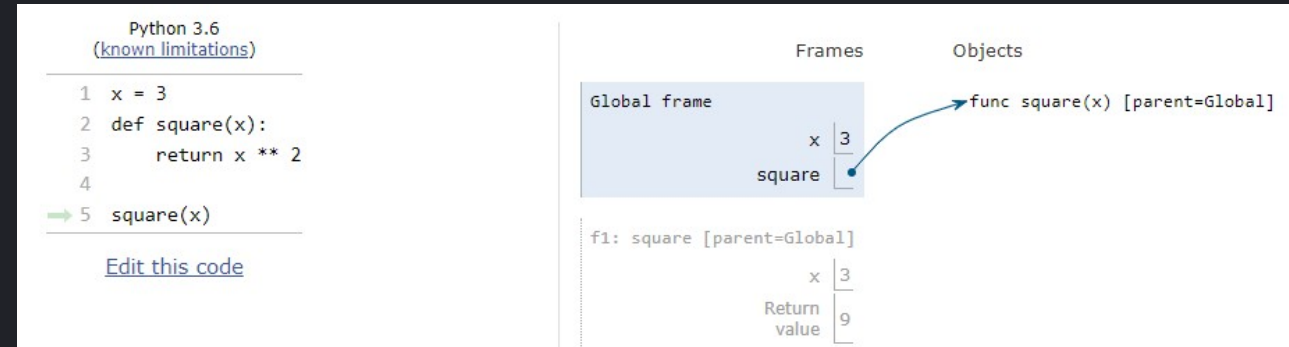 Python 3.6
(known limitations)
1 x = 3
2 def square(x):
3     return x ** 2
4
5 square(x)
Edit this code
Frames
Objects
Global frame
x 3
square
func square(x) [parent=Global]
f1: square [parent=Global]
x 3
Return
value 9